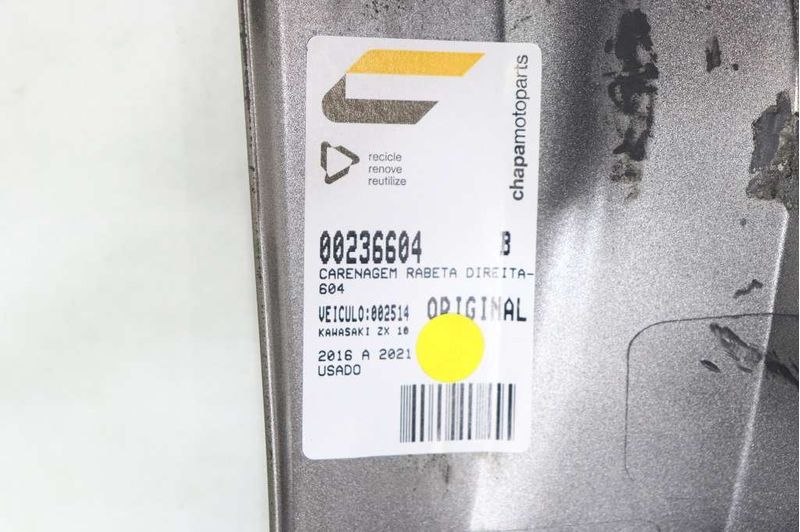 recicle
renove
reutilize
chapamotoparts
00236604 B
CARENAGEM RABETA DIREITA-
604
VEICULO:002514 ORIGINAL
KAWASAKI ZX 10
2016 A 2021
USADO